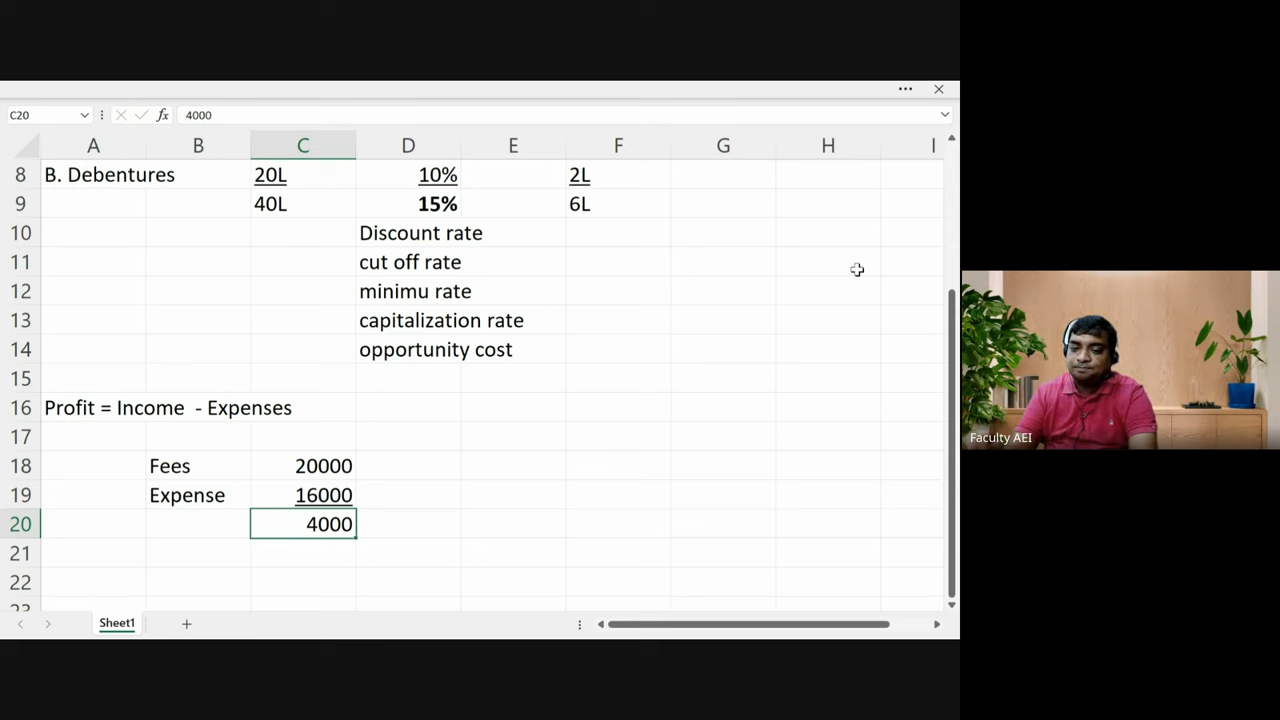 C20 fx 4000
A B C D E F G H I
8 B. Debentures 20L 10% 2L
9 40L 15% 6L
10 Discount rate
11 cut off rate
12 minimu rate
13 capitalization rate
14 opportunity cost
15
16 Profit = Income - Expenses
17
18 Fees 20000
19 Expense 16000
20 4000
21
22
23
Sheet1
Faculty AEI